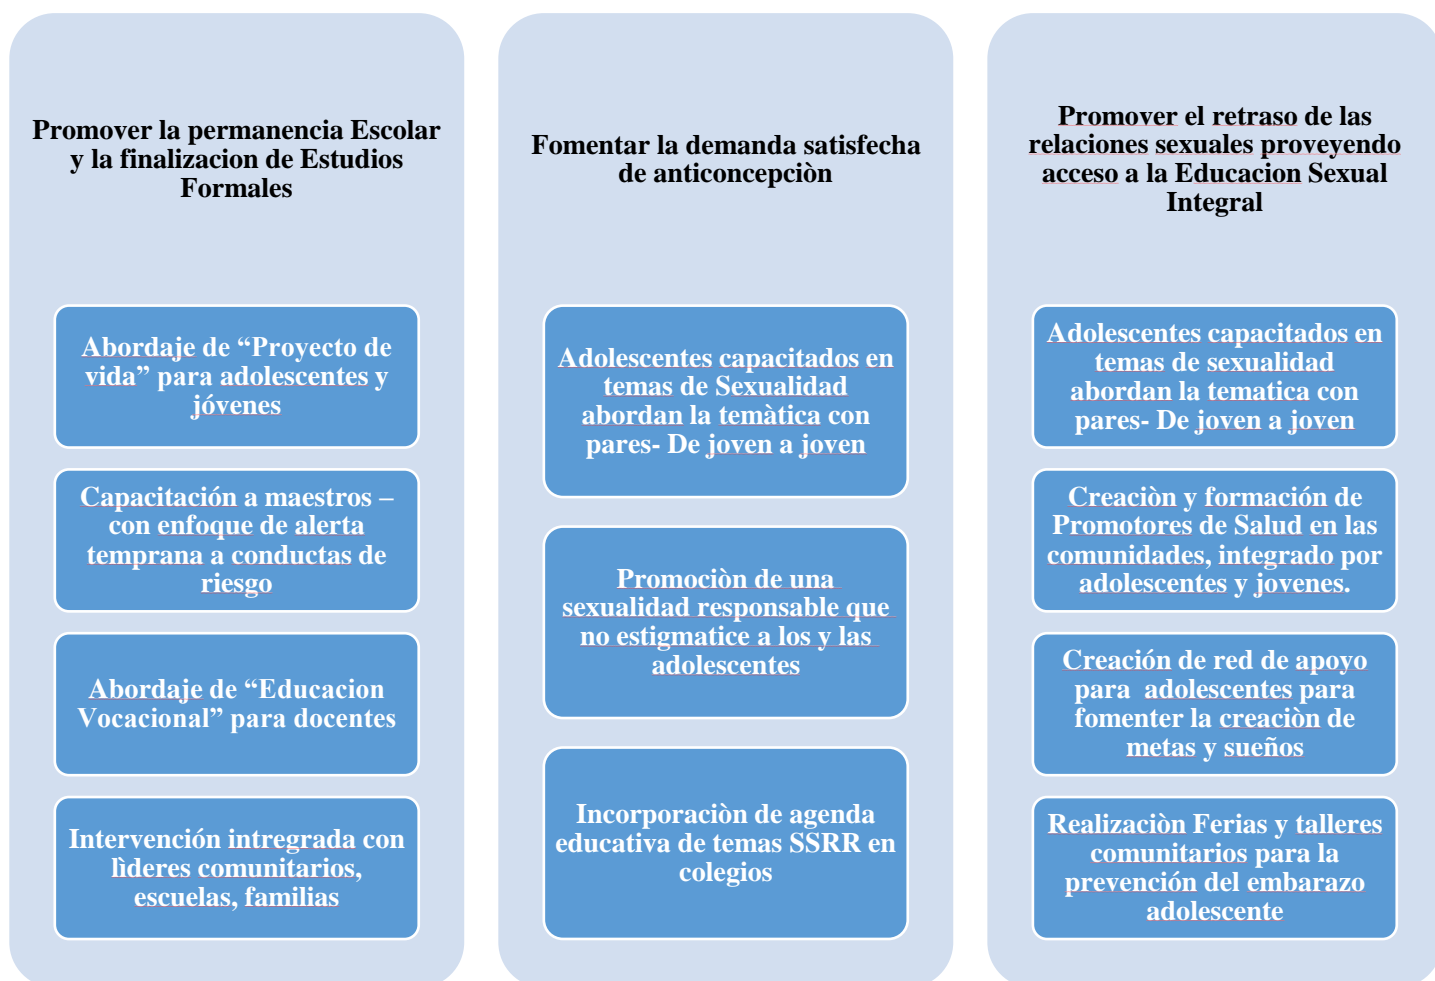 Promover la permanencia Escolar
y la finalizacion de Estudios
Formales
Abordaje de “Proyecto de
vida” para adolescentes y
jóvenes
Capacitación a maestros –
con enfoque de alerta
temprana a conductas de
riesgo
Abordaje de “Educacion
Vocacional” para docentes
Intervención intregrada con
lìderes comunitarios,
escuelas, familias
Fomentar la demanda satisfecha
de anticoncepciòn
Adolescentes capacitados en
temas de Sexualidad
abordan la temàtica con
pares- De joven a joven
Promociòn de una
sexualidad responsable que
no estigmatice a los y las
adolescentes
Incorporaciòn de agenda
educativa de temas SSRR en
colegios
Promover el retraso de las
relaciones sexuales proveyendo
acceso a la Educacion Sexual
Integral
Adolescentes capacitados en
temas de sexualidad
abordan la tematica con
pares- De joven a joven
Creaciòn y formación de
Promotores de Salud en las
comunidades, integrado por
adolescentes y jovenes.
Creación de red de apoyo
para  adolescentes para
fomenter la creaciòn de
metas y sueños
Realizaciòn Ferias y talleres
comunitarios para la
prevención del embarazo
adolescente